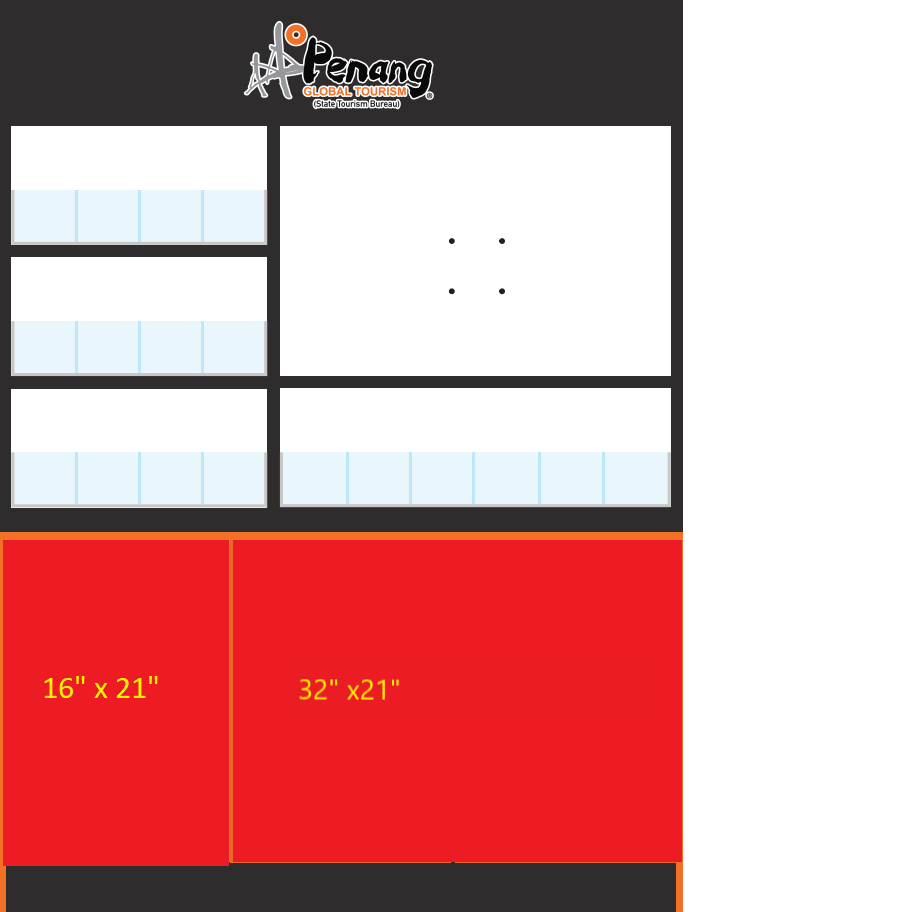 Penang
GLOBAL TOURISM
(State Tourism Bureau)
®
16" x 21"
32" x21"